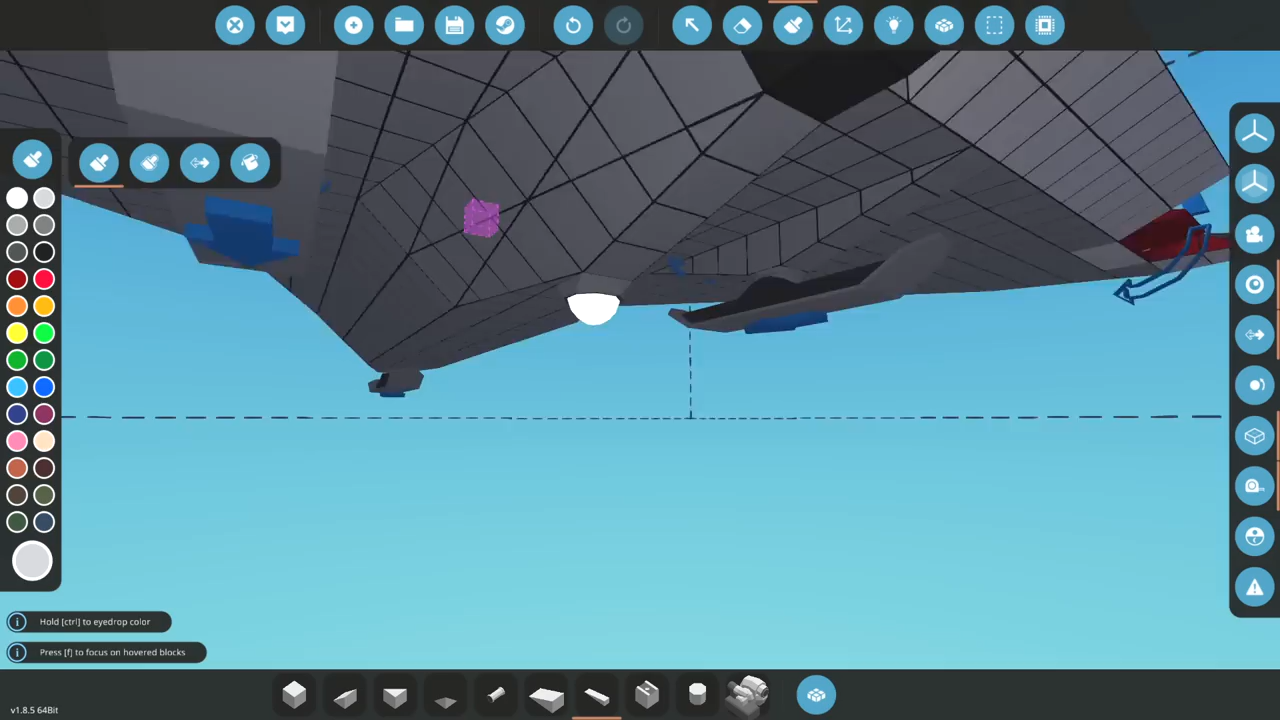 Hold [ctrl] to eyedrop color
Press [f] to focus on hovered blocks
v1.8.5 64Bit